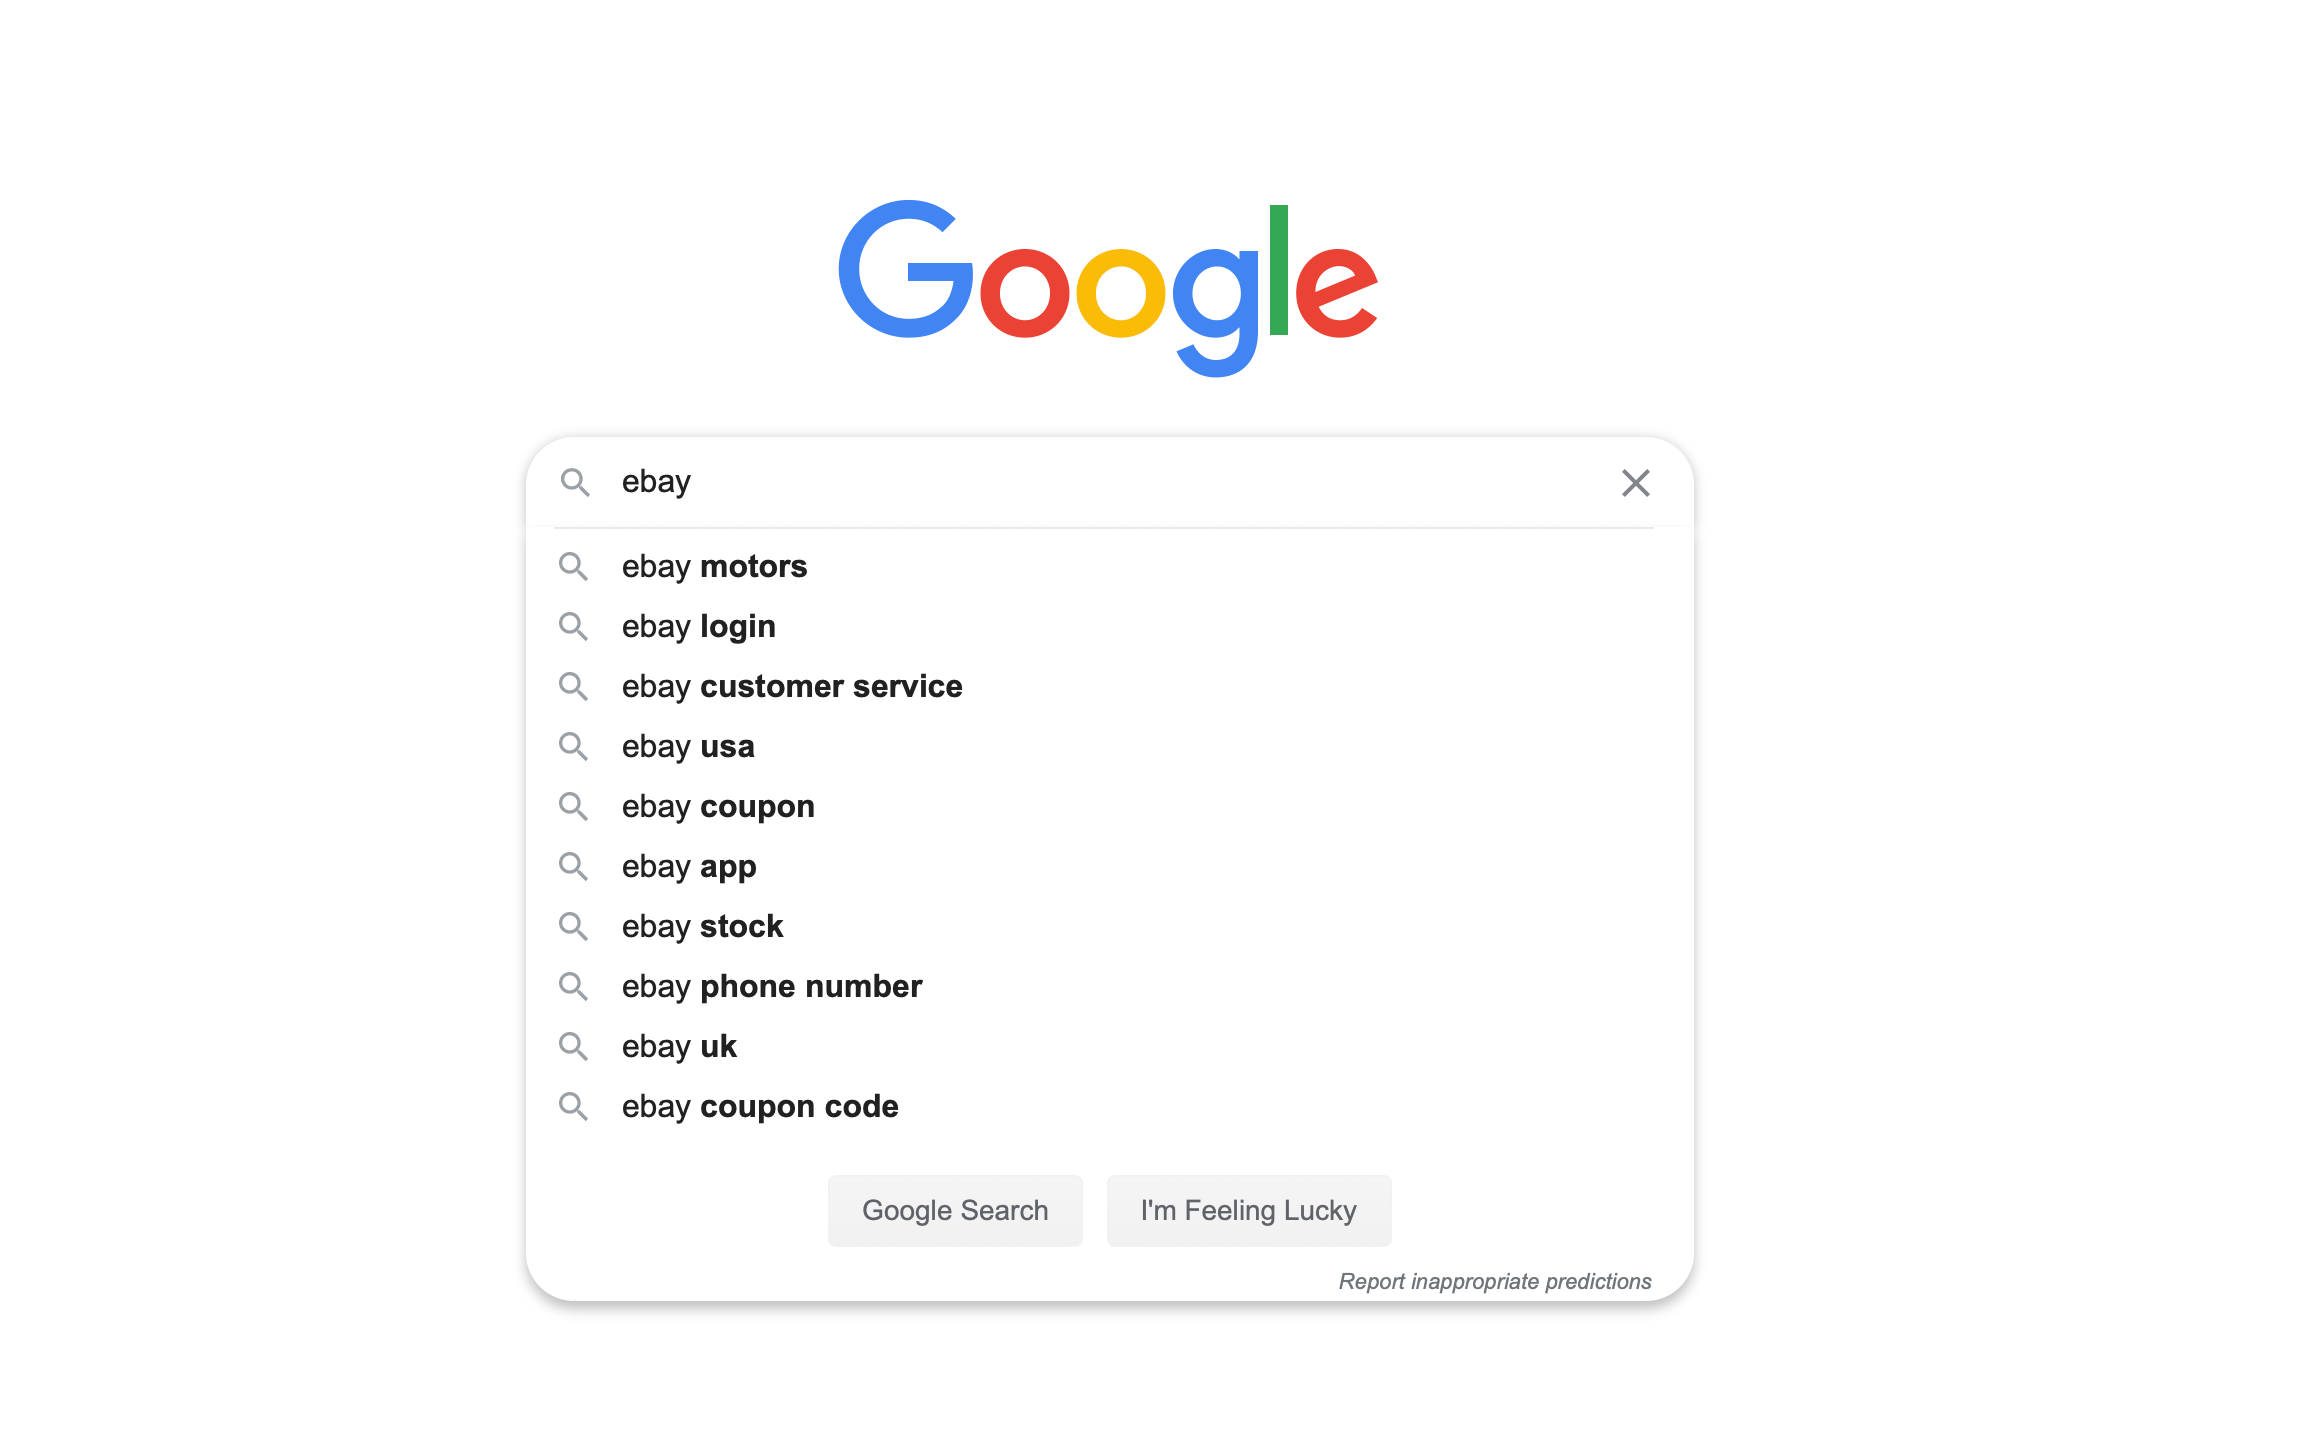 Google
ebay
ebay motors
ebay login
ebay customer service
ebay usa
ebay coupon
ebay app
ebay stock
ebay phone number
ebay uk
ebay coupon code
Google Search
I'm Feeling Lucky
Report inappropriate predictions